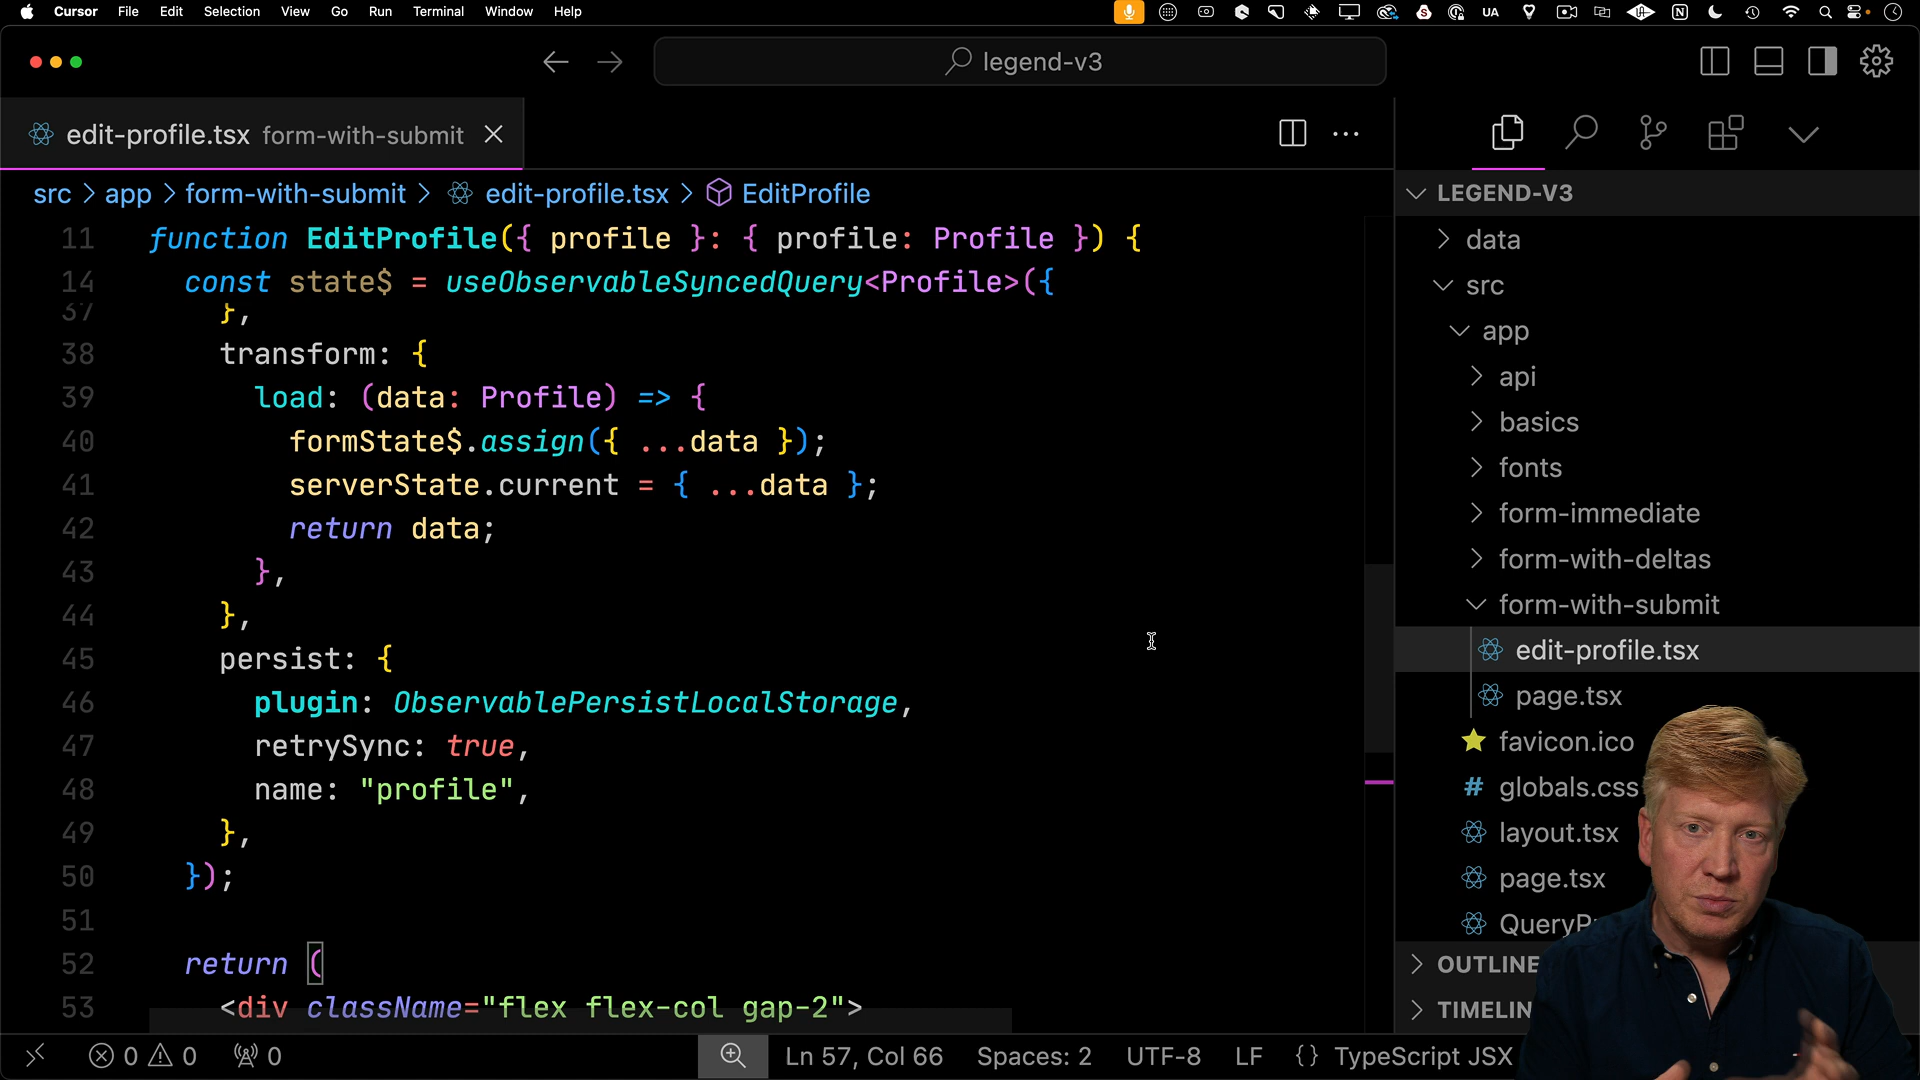 Cursor File Edit Selection View Go Run Terminal Window Help UA
legend-v3
edit-profile.tsx form-with-submit
src > app > form-with-submit > edit-profile.tsx > EditProfile
11 function EditProfile({ profile }: { profile: Profile }) {
14 const state$ = useObservableSyncedQuery<Profile>({
37 },
38 transform: {
39 load: (data: Profile) => {
40 formState$.assign({ ...data });
41 serverState.current = { ...data };
42 return data;
43 },
44 },
45 persist: {
46 plugin: ObservablePersistLocalStorage,
47 retrySync: true,
48 name: "profile",
49 },
50 });
51
52 return (
53 <div className="flex flex-col gap-2">
LEGEND-V3
data
src
app
api
basics
fonts
form-immediate
form-with-deltas
form-with-submit
edit-profile.tsx
page.tsx
favicon.ico
globals.css
layout.tsx
page.tsx
OUTLINE
0 0 0 Ln 57, Col 66 Spaces: 2 UTF-8 LF {} TypeScript JSX